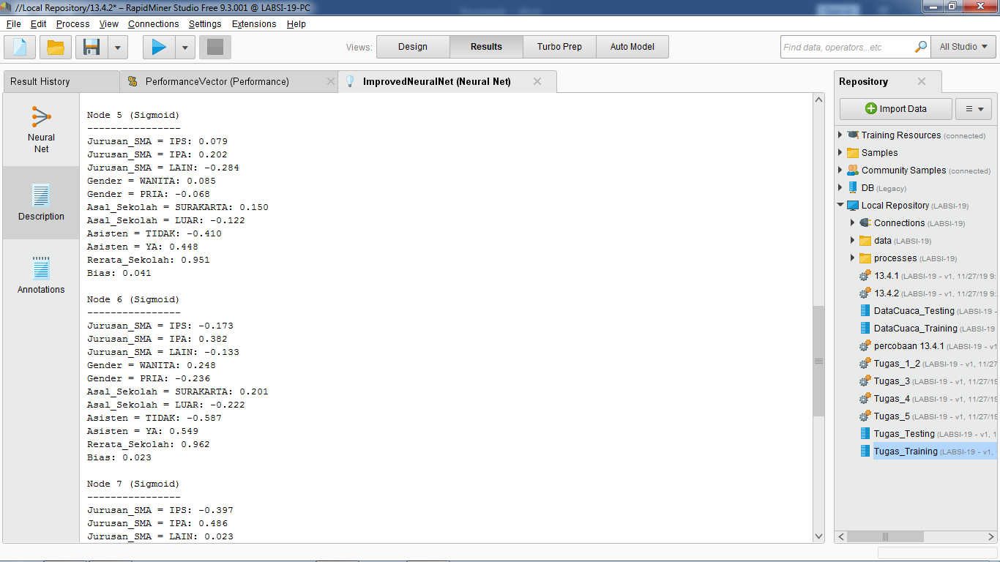 //Local Repository/13.4.2* – RapidMiner Studio Free 9.3.001 @ LABSI-19-PC
File Edit Process View Connections Settings Extensions Help
Views: Design Results Turbo Prep Auto Model
Find data, operators...etc
All Studio
Result History
PerformanceVector (Performance)
ImprovedNeuralNet (Neural Net)
Neural
Net
Description
Annotations
Node 5 (Sigmoid)
----------------
Jurusan_SMA = IPS: 0.079
Jurusan_SMA = IPA: 0.202
Jurusan_SMA = LAIN: -0.284
Gender = WANITA: 0.085
Gender = PRIA: -0.068
Asal_Sekolah = SURAKARTA: 0.150
Asal_Sekolah = LUAR: -0.122
Asisten = TIDAK: -0.410
Asisten = YA: 0.448
Rerata_Sekolah: 0.951
Bias: 0.041
Node 6 (Sigmoid)
----------------
Jurusan_SMA = IPS: -0.173
Jurusan_SMA = IPA: 0.382
Jurusan_SMA = LAIN: -0.133
Gender = WANITA: 0.248
Gender = PRIA: -0.236
Asal_Sekolah = SURAKARTA: 0.201
Asal_Sekolah = LUAR: -0.222
Asisten = TIDAK: -0.587
Asisten = YA: 0.549
Rerata_Sekolah: 0.962
Bias: 0.023
Node 7 (Sigmoid)
----------------
Jurusan_SMA = IPS: -0.397
Jurusan_SMA = IPA: 0.486
Jurusan_SMA = LAIN: 0.023
Repository
Import Data
Training Resources (connected)
Samples
Community Samples (connected)
DB (Legacy)
Local Repository (LABSI-19)
Connections (LABSI-19)
data (LABSI-19)
processes (LABSI-19)
13.4.1 (LABSI-19 - v1, 11/27/19 9:
13.4.2 (LABSI-19 - v1, 11/27/19 9:
DataCuaca_Testing (LABSI-19 -
DataCuaca_Training (LABSI-19
percobaan 13.4.1 (LABSI-19 - v1
Tugas_1_2 (LABSI-19 - v1, 11/27
Tugas_3 (LABSI-19 - v1, 11/27/19
Tugas_4 (LABSI-19 - v1, 11/27/19
Tugas_5 (LABSI-19 - v1, 11/27/19
Tugas_Testing (LABSI-19 - v1, 1
Tugas_Training (LABSI-19 - v1,